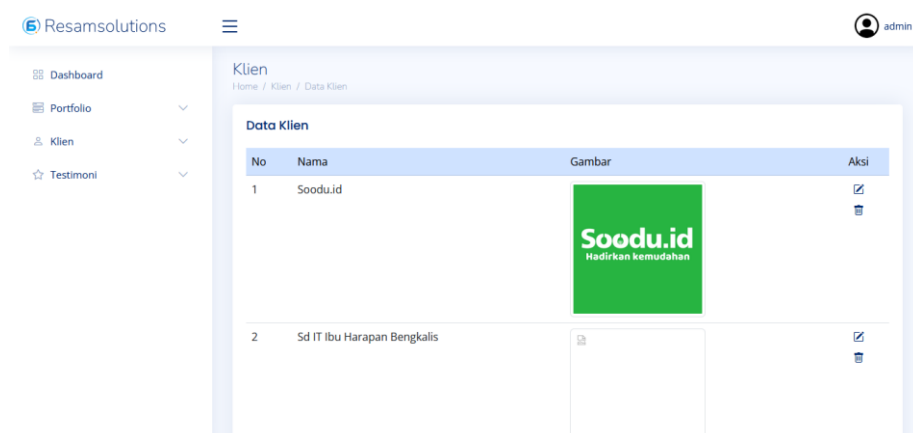 Resamsolutions
admin
Dashboard
Portfolio
Klien
Testimoni
Klien
Home / Klien / Data Klien
Data Klien
No Nama Gambar Aksi
1 Soodu.id
Soodu.id
Hadirkan kemudahan
2 Sd IT Ibu Harapan Bengkalis